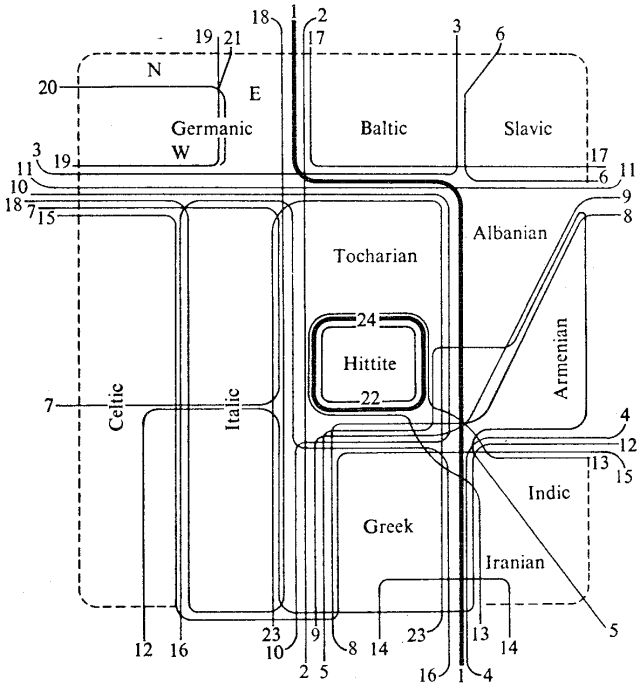 18 1 2
19 21 17 3 6
N
20 E
Germanic Baltic Slavic
W
3 19 17
11 6 11
10
18 9
7 8
15
Albanian
Tocharian
24
Armenian
Hittite
22
7 Celtic Italic
4
12
13
15
Indic
Greek
Iranian
5
12 16 23 9 23 13
10 8 14 14
2 5 16 1 4